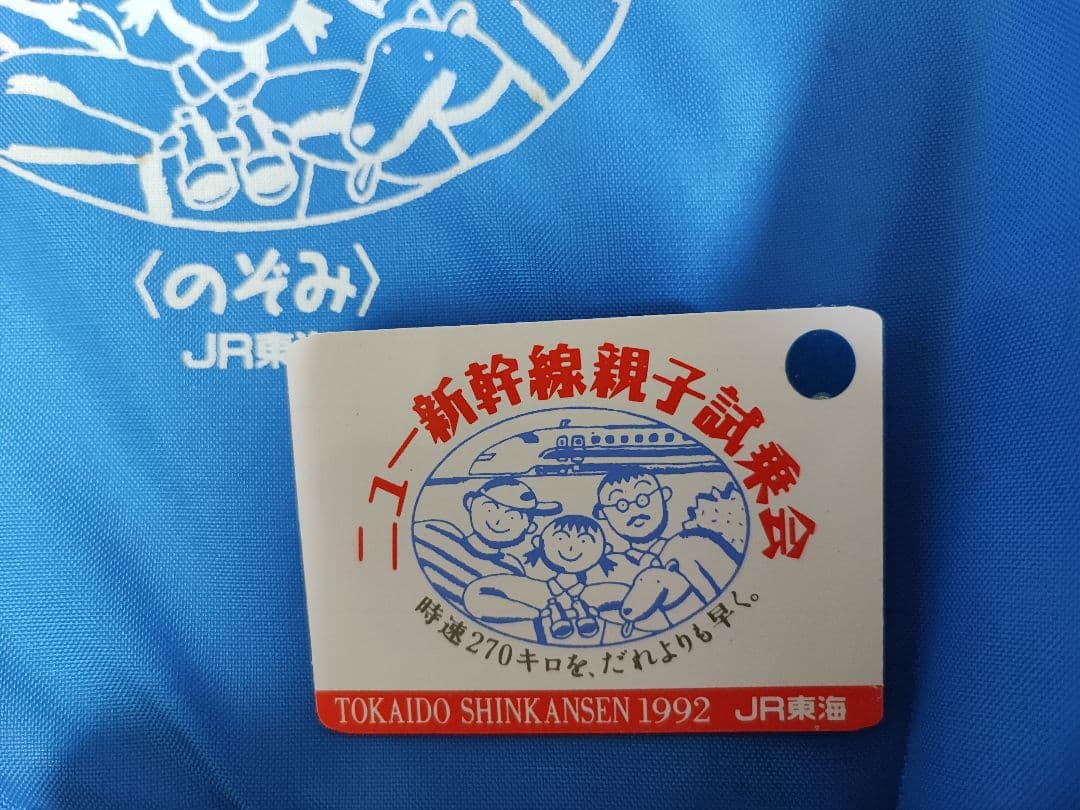 〈のぞみ〉
JR東
ニュー新幹線親子試乗会
時速270キロを、だれよりも早く。
TOKAIDO SHINKANSEN 1992 JR東海